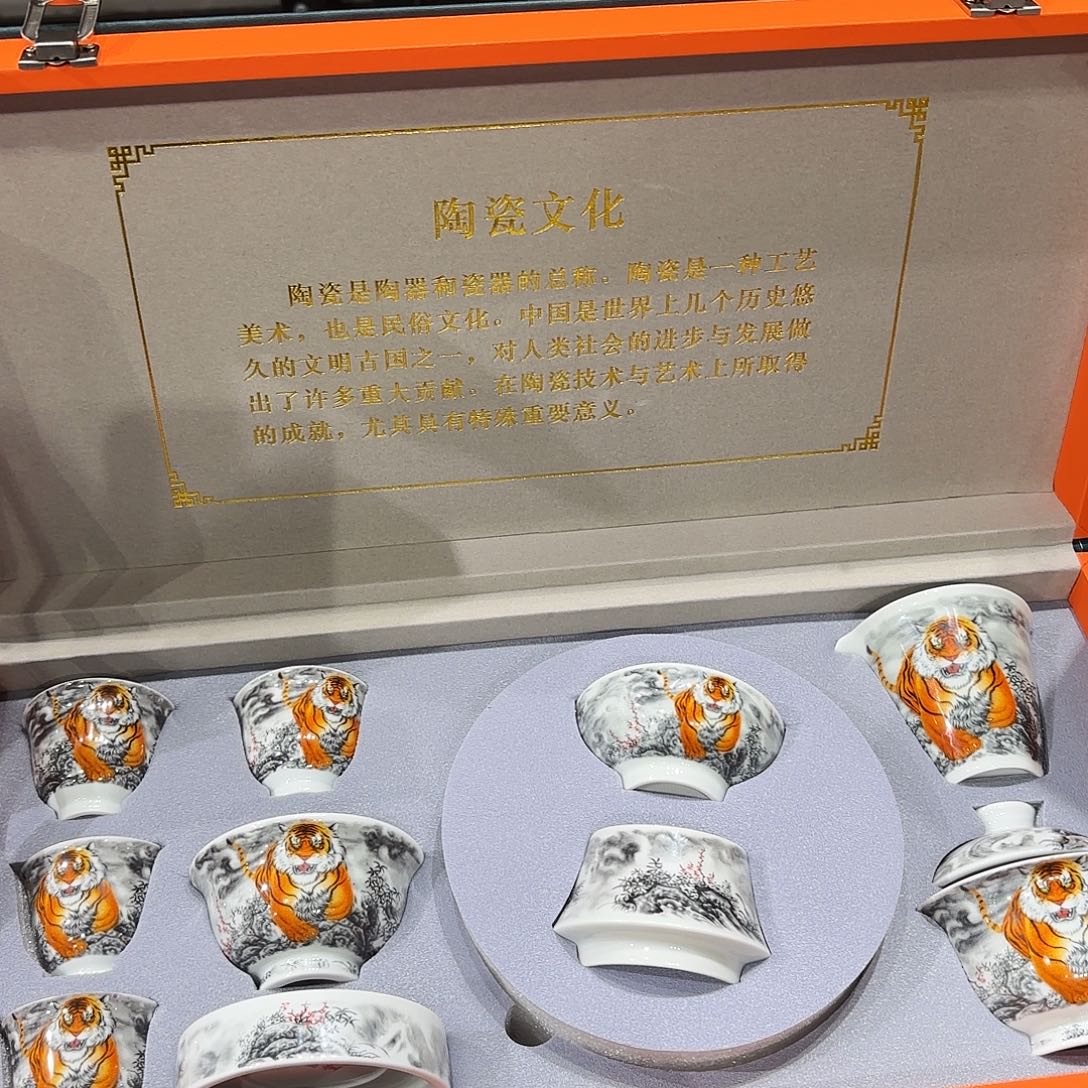 陶瓷文化
陶瓷是陶器和瓷器的总称。陶瓷是一种工艺
美术，也是民俗文化。中国是世界上几个历史悠
久的文明古国之一，对人类社会的进步与发展做
出了许多重大贡献。在陶瓷技术与艺术上所取得
的成就，尤其具有特殊重要意义。